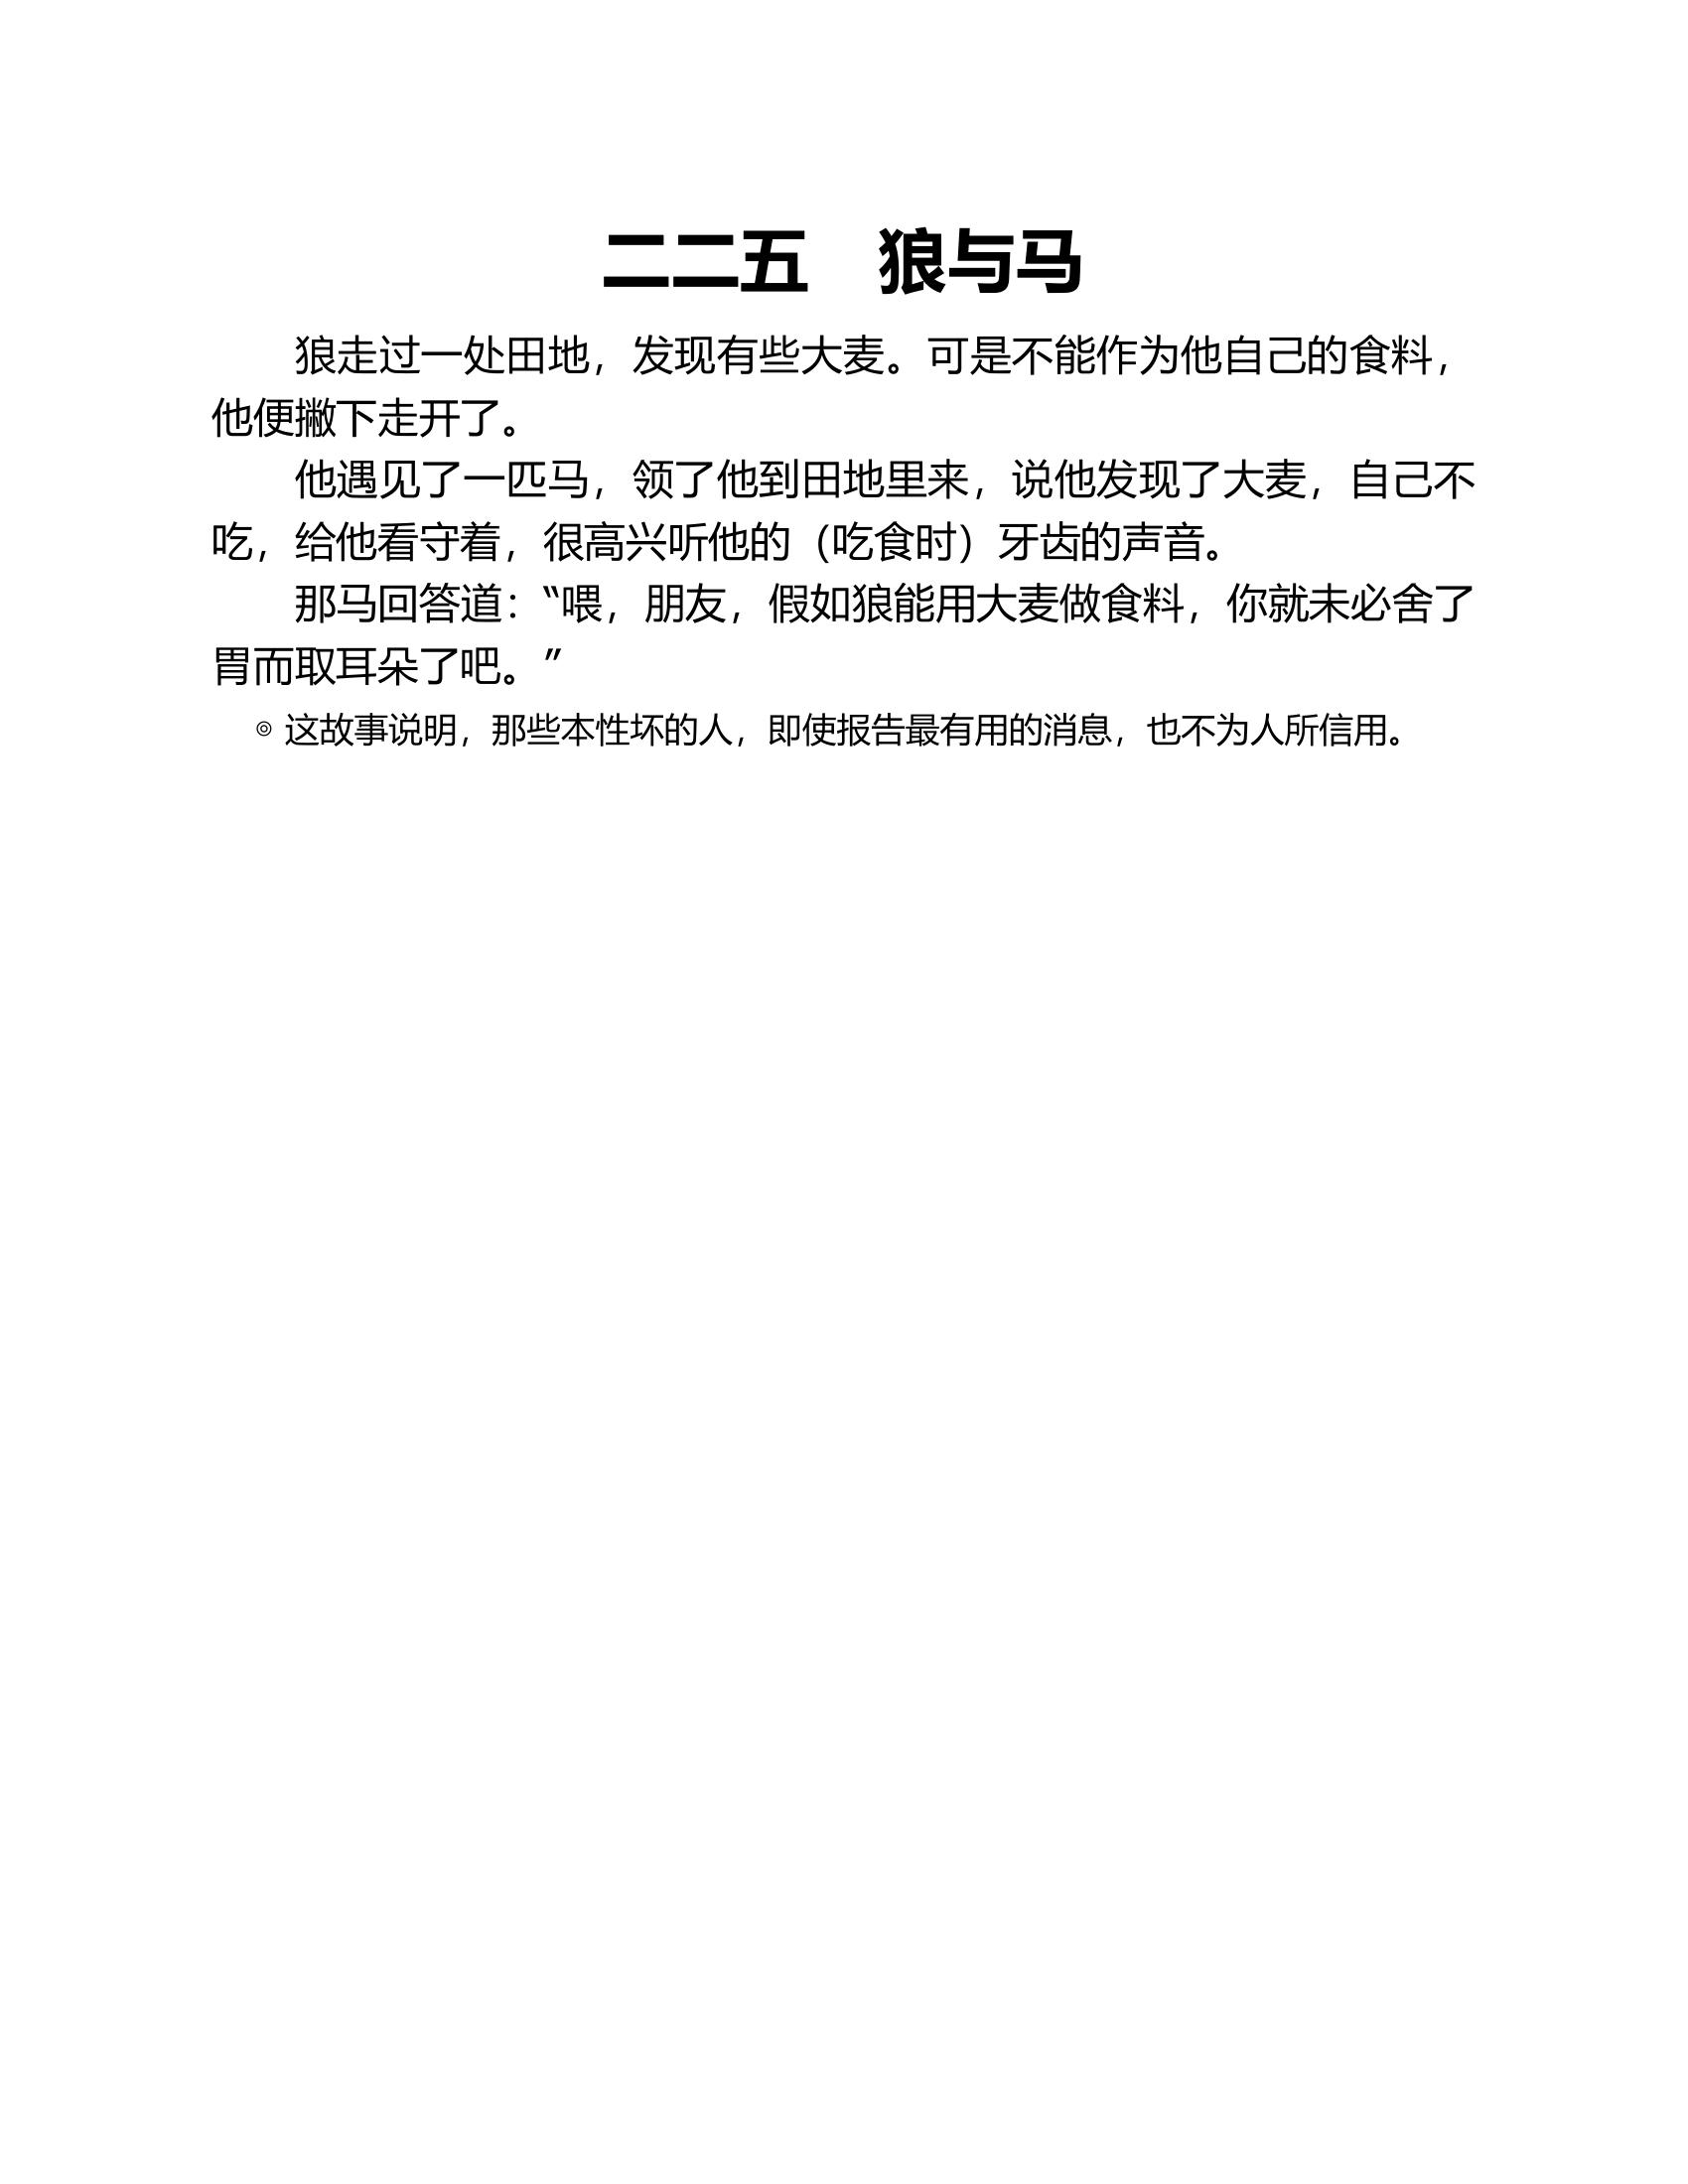 二二五　狼与马
狼走过一处田地，发现有些大麦。可是不能作为他自己的食料，
他便撇下走开了。
他遇见了一匹马，领了他到田地里来，说他发现了大麦，自己不
吃，给他看守着，很高兴听他的（吃食时）牙齿的声音。
那马回答道：“喂，朋友，假如狼能用大麦做食料，你就未必舍了
胃而取耳朵了吧。”
◎ 这故事说明，那些本性坏的人，即使报告最有用的消息，也不为人所信用。